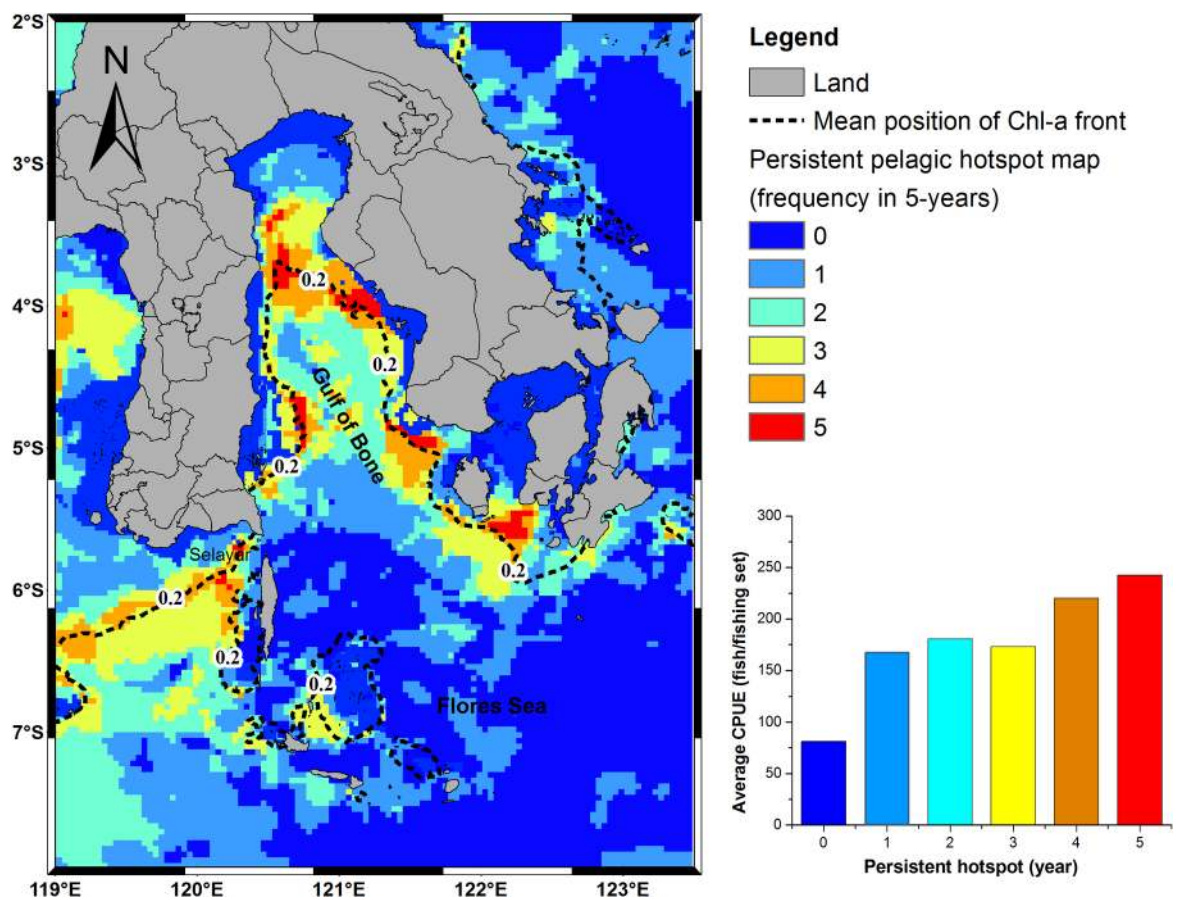 2°S
3°S
4°S
5°S
6°S
7°S
119°E
120°E
121°E
122°E
123°E
N
0.2
0.2
Gulf of Bone
0.2
Selayar
0.2
0.2
0.2
0.2
Flores Sea
Legend
Land
Mean position of Chl-a front
Persistent pelagic hotspot map
(frequency in 5-years)
0
1
2
3
4
5
Average CPUE (fish/fishing set)
300
250
200
150
100
50
0
0 1 2 3 4 5
Persistent hotspot (year)